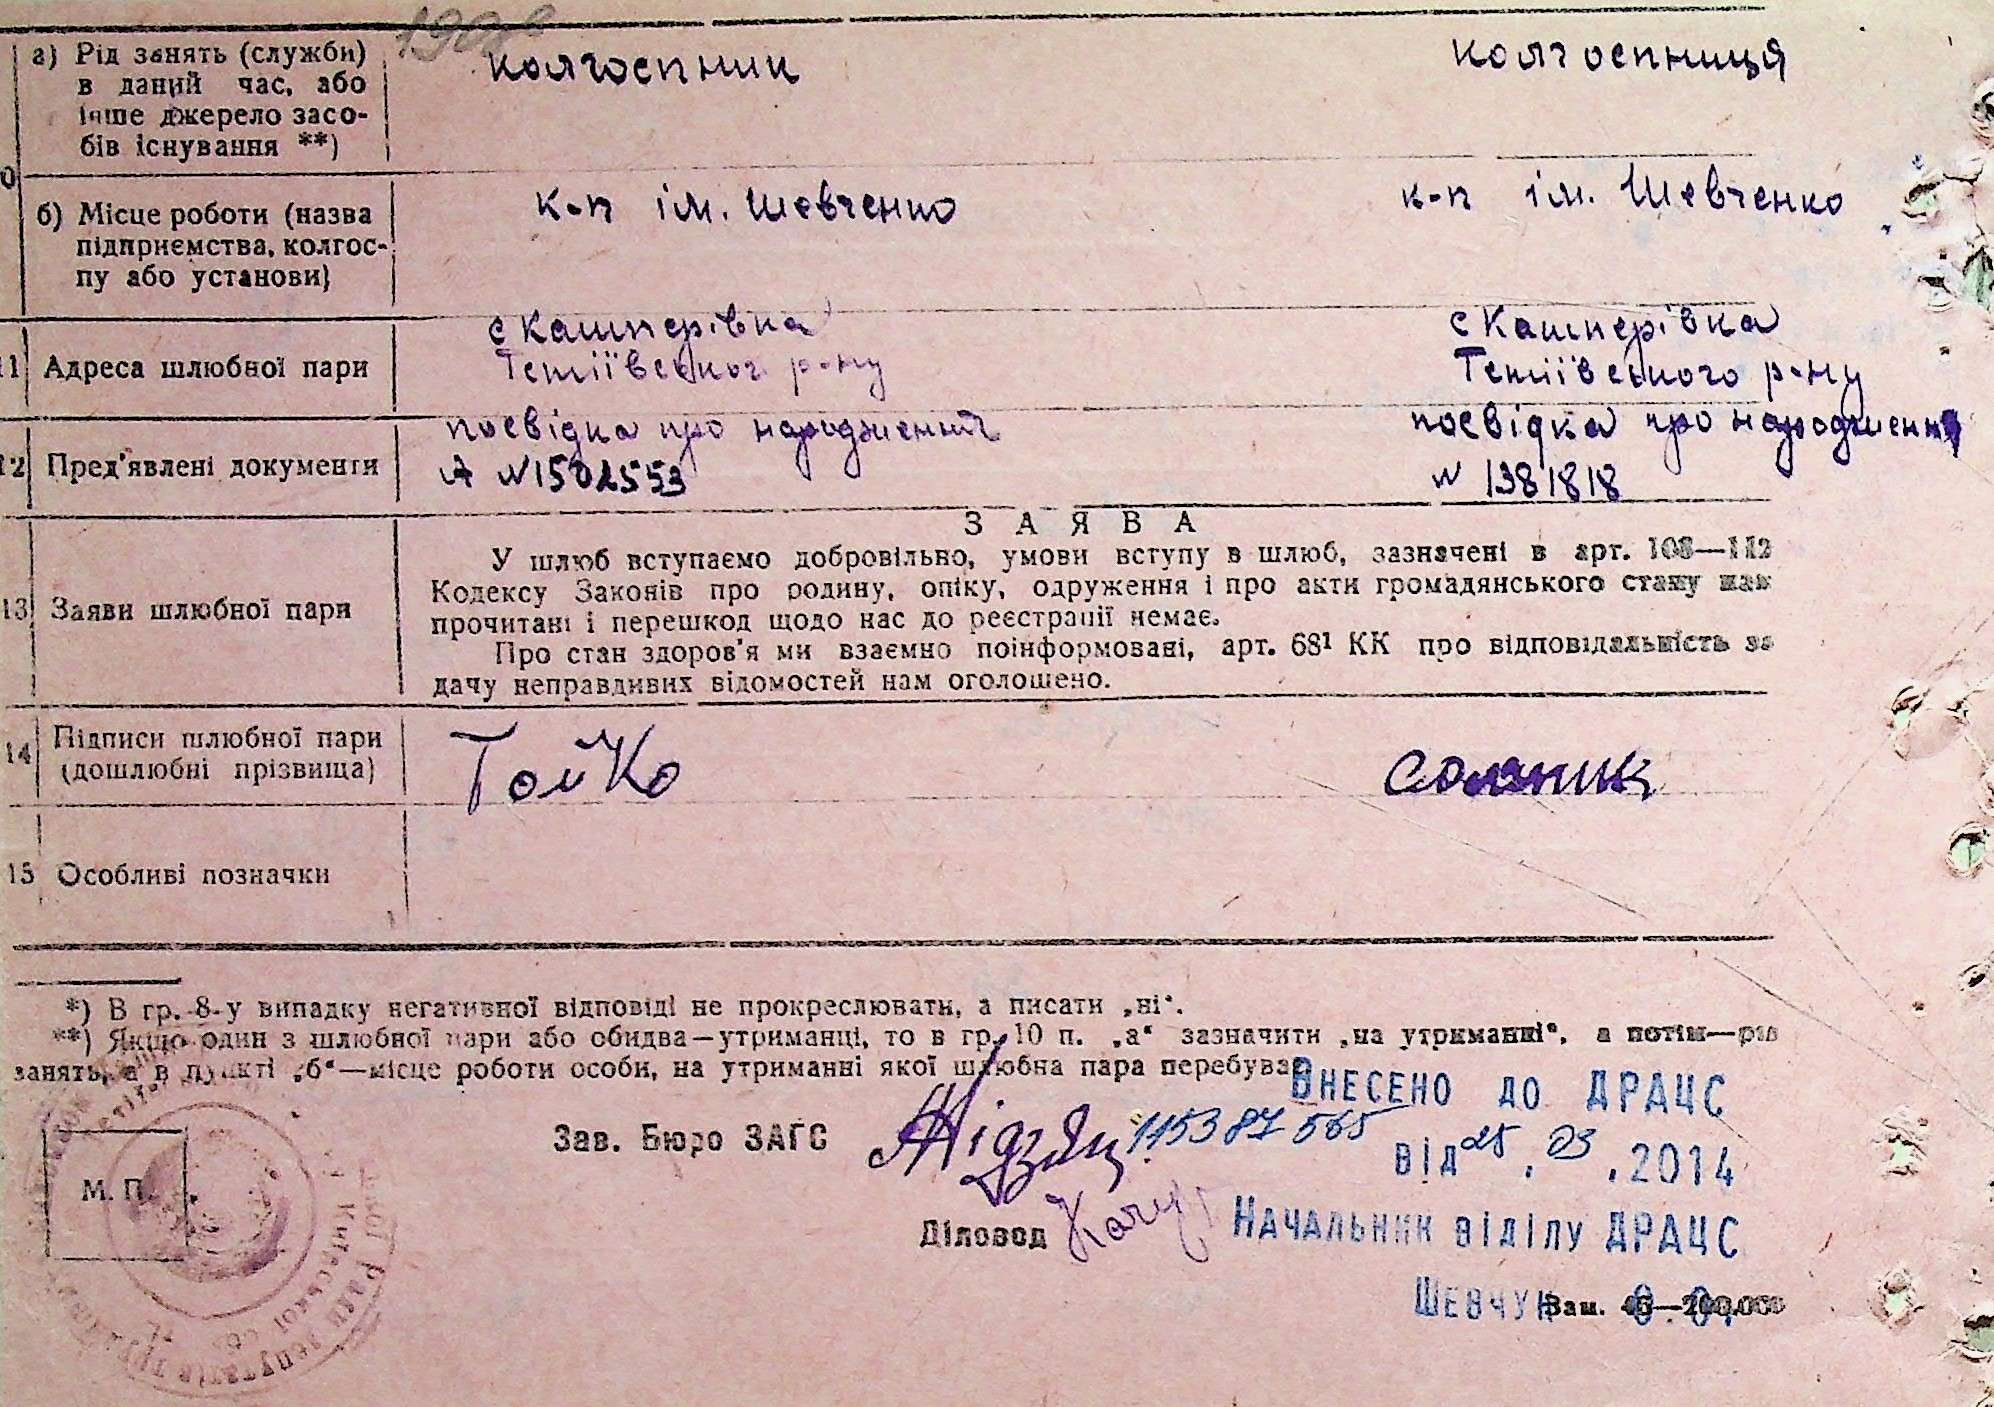 а) Рід занять (служби)
в даний час, або
інше джерело засо-
бів існування **)
колгоспник
колгоспниця
б) Місце роботи (назва
підприємства, колгос-
пу або установи)
к-п ім. Шевченко
к-п ім. Шевченко
11 Адреса шлюбної пари
с Кашперівка
Тетіївського р-ну
с Кашперівка
Тетіївського р-ну
12 Пред'явлені документи
посвідка про народження
А № 1502553
посвідка про народження
№ 1381818
13 Заяви шлюбної пари
ЗАЯВА
У шлюб вступаємо добровільно, умови вступу в шлюб, зазначені в арт. 108—112
Кодексу Законів про родину, опіку, одруження і про акти громадянського стану нам
прочитані і перешкод щодо нас до реєстрації немає.
Про стан здоров'я ми взаємно поінформовані, арт. 68¹ КК про відповідальність за
дачу неправдивих відомостей нам оголошено.
14 Підписи шлюбної пари
(дошлюбні прізвища)
Тойко
15 Особливі позначки
*) В гр. 8-у випадку негативної відповіді не прокреслювати, а писати „ні“.
**) Якщо один з шлюбної пари або обидва—утриманці, то в гр. 10 п. „а“ зазначити „на утриманні“, а потім—рід
занять, а в пункті „б“—місце роботи особи, на утриманні якої шлюбна пара перебуває.
Зав. Бюро ЗАГС
Діловод
М. П.
Внесено до ДРАЦС
115387565
від 25.03.2014
Начальник відділу ДРАЦС
Шевчук О.О.
Зам.